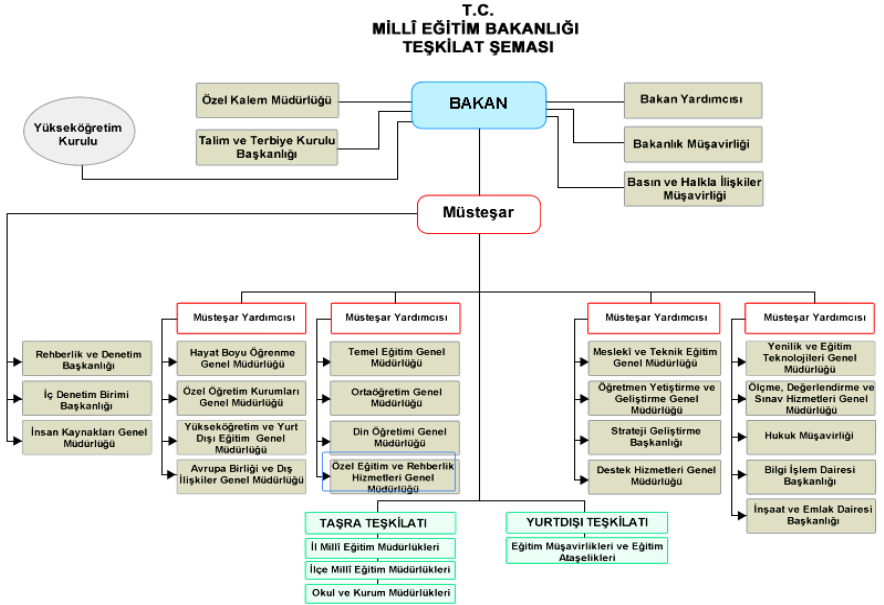 T.C.
MİLLÎ EĞİTİM BAKANLIĞI
TEŞKİLAT ŞEMASI
Yükseköğretim
Kurulu
Özel Kalem Müdürlüğü
Talim ve Terbiye Kurulu
Başkanlığı
BAKAN
Bakan Yardımcısı
Bakanlık Müşavirliği
Basın ve Halkla İlişkiler
Müşavirliği
Müsteşar
Rehberlik ve Denetim
Başkanlığı
İç Denetim Birimi
Başkanlığı
İnsan Kaynakları Genel
Müdürlüğü
Müsteşar Yardımcısı
Hayat Boyu Öğrenme
Genel Müdürlüğü
Özel Öğretim Kurumları
Genel Müdürlüğü
Yükseköğretim ve Yurt
Dışı Eğitim Genel
Müdürlüğü
Avrupa Birliği ve Dış
İlişkiler Genel Müdürlüğü
Müsteşar Yardımcısı
Temel Eğitim Genel
Müdürlüğü
Ortaöğretim Genel
Müdürlüğü
Din Öğretimi Genel
Müdürlüğü
Özel Eğitim ve Rehberlik
Hizmetleri Genel
Müdürlüğü
Müsteşar Yardımcısı
Meslekî ve Teknik Eğitim
Genel Müdürlüğü
Öğretmen Yetiştirme ve
Geliştirme Genel
Müdürlüğü
Strateji Geliştirme
Başkanlığı
Destek Hizmetleri Genel
Müdürlüğü
Müsteşar Yardımcısı
Yenilik ve Eğitim
Teknolojileri Genel
Müdürlüğü
Ölçme, Değerlendirme ve
Sınav Hizmetleri Genel
Müdürlüğü
Hukuk Müşavirliği
Bilgi İşlem Dairesi
Başkanlığı
İnşaat ve Emlak Dairesi
Başkanlığı
TAŞRA TEŞKİLATI
İl Millî Eğitim Müdürlükleri
İlçe Millî Eğitim Müdürlükleri
Okul ve Kurum Müdürlükleri
YURTDIŞI TEŞKİLATI
Eğitim Müşavirlikleri ve Eğitim
Ataşelikleri